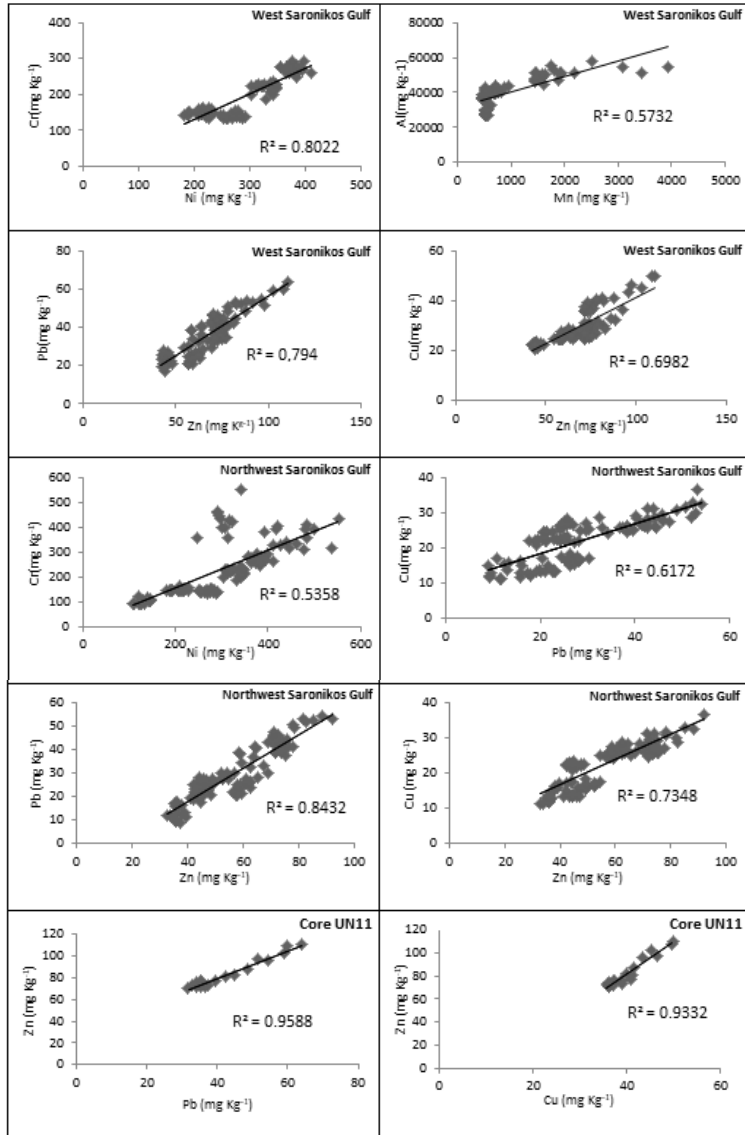 West Saronikos Gulf
400
300
200
100
0
Cr(mg Kg⁻¹)
R² = 0.8022
0 100 200 300 400 500
Ni (mg Kg⁻¹)
West Saronikos Gulf
80000
60000
40000
20000
0
Al(mg Kg-1)
R² = 0.5732
0 1000 2000 3000 4000 5000
Mn (mg Kg⁻¹)
West Saronikos Gulf
80
60
40
20
0
Pb(mg Kg⁻¹)
R² = 0,794
0 50 100 150
Zn (mg Kg⁻¹)
West Saronikos Gulf
60
40
20
0
Cu(mg Kg⁻¹)
R² = 0.6982
0 50 100 150
Zn (mg Kg⁻¹)
Northwest Saronikos Gulf
600
500
400
300
200
100
0
Cr(mg Kg⁻¹)
R² = 0.5358
0 200 400 600
Ni (mg Kg⁻¹)
Northwest Saronikos Gulf
40
30
20
10
0
Cu(mg Kg⁻¹)
R² = 0.6172
0 20 40 60
Pb (mg Kg⁻¹)
Northwest Saronikos Gulf
60
50
40
30
20
10
0
Pb (mg Kg⁻¹)
R² = 0.8432
0 20 40 60 80 100
Zn (mg Kg⁻¹)
Northwest Saronikos Gulf
40
30
20
10
0
Cu (mg Kg⁻¹)
R² = 0.7348
0 20 40 60 80 100
Zn (mg Kg⁻¹)
Core UN11
120
100
80
60
40
20
0
Zn (mg Kg⁻¹)
R² = 0.9588
0 20 40 60 80
Pb (mg Kg⁻¹)
Core UN11
120
100
80
60
40
20
0
Zn (mg Kg⁻¹)
R² = 0.9332
20 40 60
Cu (mg Kg⁻¹)